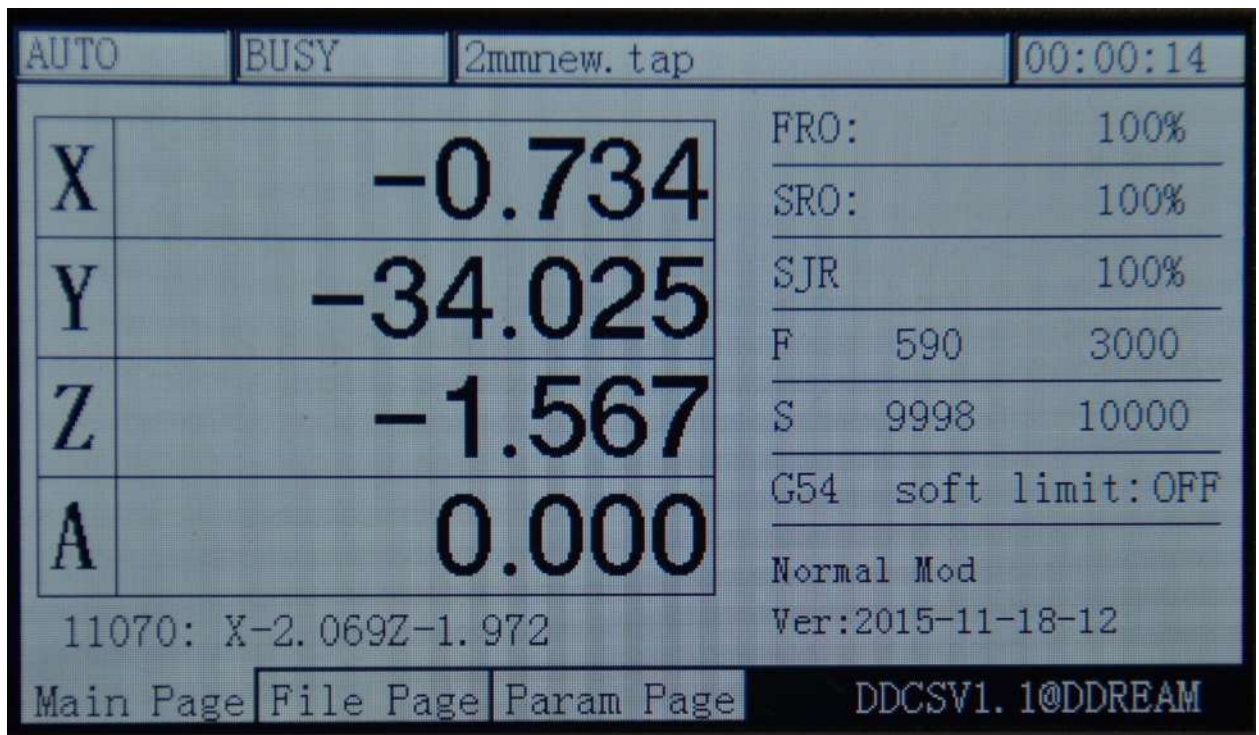 AUTO BUSY 2mmnew.tap 00:00:14
X -0.734
Y -34.025
Z -1.567
A 0.000
FRO: 100%
SRO: 100%
SJR 100%
F 590 3000
S 9998 10000
G54 soft limit:OFF
Normal Mod
Ver:2015-11-18-12
11070: X-2.069Z-1.972
Main Page File Page Param Page DDCSV1.1@DDREAM